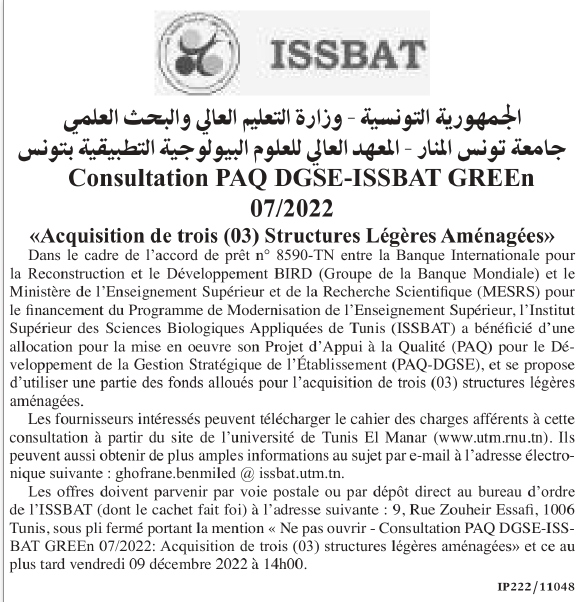 ISSBAT
الجمهورية التونسية - وزارة التعليم العالي والبحث العلمي
جامعة تونس المنار - المعهد العالي للعلوم البيولوجية التطبيقية بتونس
Consultation PAQ DGSE-ISSBAT GREEn
07/2022
«Acquisition de trois (03) Structures Légères Aménagées»
Dans le cadre de l’accord de prêt n° 8590-TN entre la Banque Internationale pour
la Reconstruction et le Développement BIRD (Groupe de la Banque Mondiale) et le
Ministère de l’Enseignement Supérieur et de la Recherche Scientifique (MESRS) pour
le financement du Programme de Modernisation de l’Enseignement Supérieur, l’Institut
Supérieur des Sciences Biologiques Appliquées de Tunis (ISSBAT) a bénéficié d’une
allocation pour la mise en oeuvre son Projet d’Appui à la Qualité (PAQ) pour le Dé-
veloppement de la Gestion Stratégique de l’Établissement (PAQ-DGSE), et se propose
d’utiliser une partie des fonds alloués pour l’acquisition de trois (03) structures légères
aménagées.
Les fournisseurs intéressés peuvent télécharger le cahier des charges afférents à cette
consultation à partir du site de l’université de Tunis El Manar (www.utm.rnu.tn). Ils
peuvent aussi obtenir de plus amples informations au sujet par e-mail à l’adresse électro-
nique suivante : ghofrane.benmiled @ issbat.utm.tn.
Les offres doivent parvenir par voie postale ou par dépôt direct au bureau d’ordre
de l’ISSBAT (dont le cachet fait foi) à l’adresse suivante : 9, Rue Zouheir Essafi, 1006
Tunis, sous pli fermé portant la mention « Ne pas ouvrir - Consultation PAQ DGSE-ISS-
BAT GREEn 07/2022: Acquisition de trois (03) structures légères aménagées» et ce au
plus tard vendredi 09 décembre 2022 à 14h00.
IP222/11048